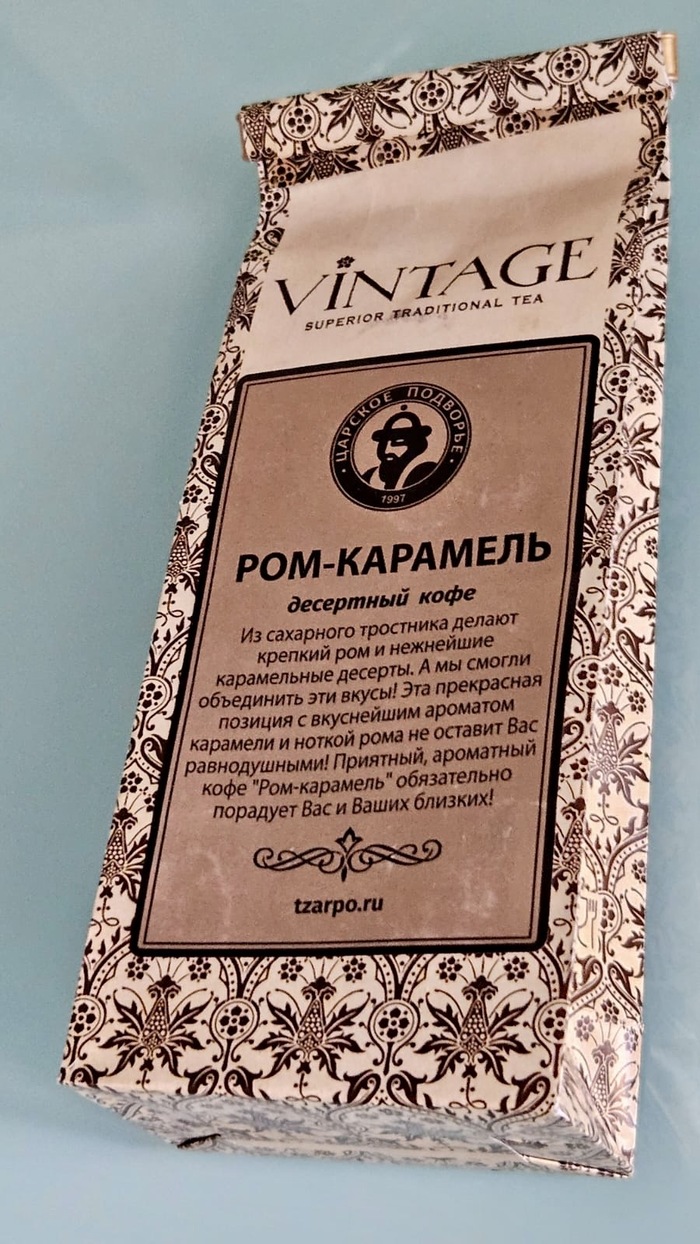 VINTAGE
SUPERIOR TRADITIONAL TEA
ЦАРСКОЕ ПОДВОРЬЕ
1997
РОМ-КАРАМЕЛЬ
десертный кофе
Из сахарного тростника делают
крепкий ром и нежнейшие
карамельные десерты. А мы смогли
объединить эти вкусы! Эта прекрасная
позиция с вкуснейшим ароматом
карамели и ноткой рома не оставит Вас
равнодушными! Приятный, ароматный
кофе "Ром-карамель" обязательно
порадует Вас и Ваших близких!
tzarpo.ru